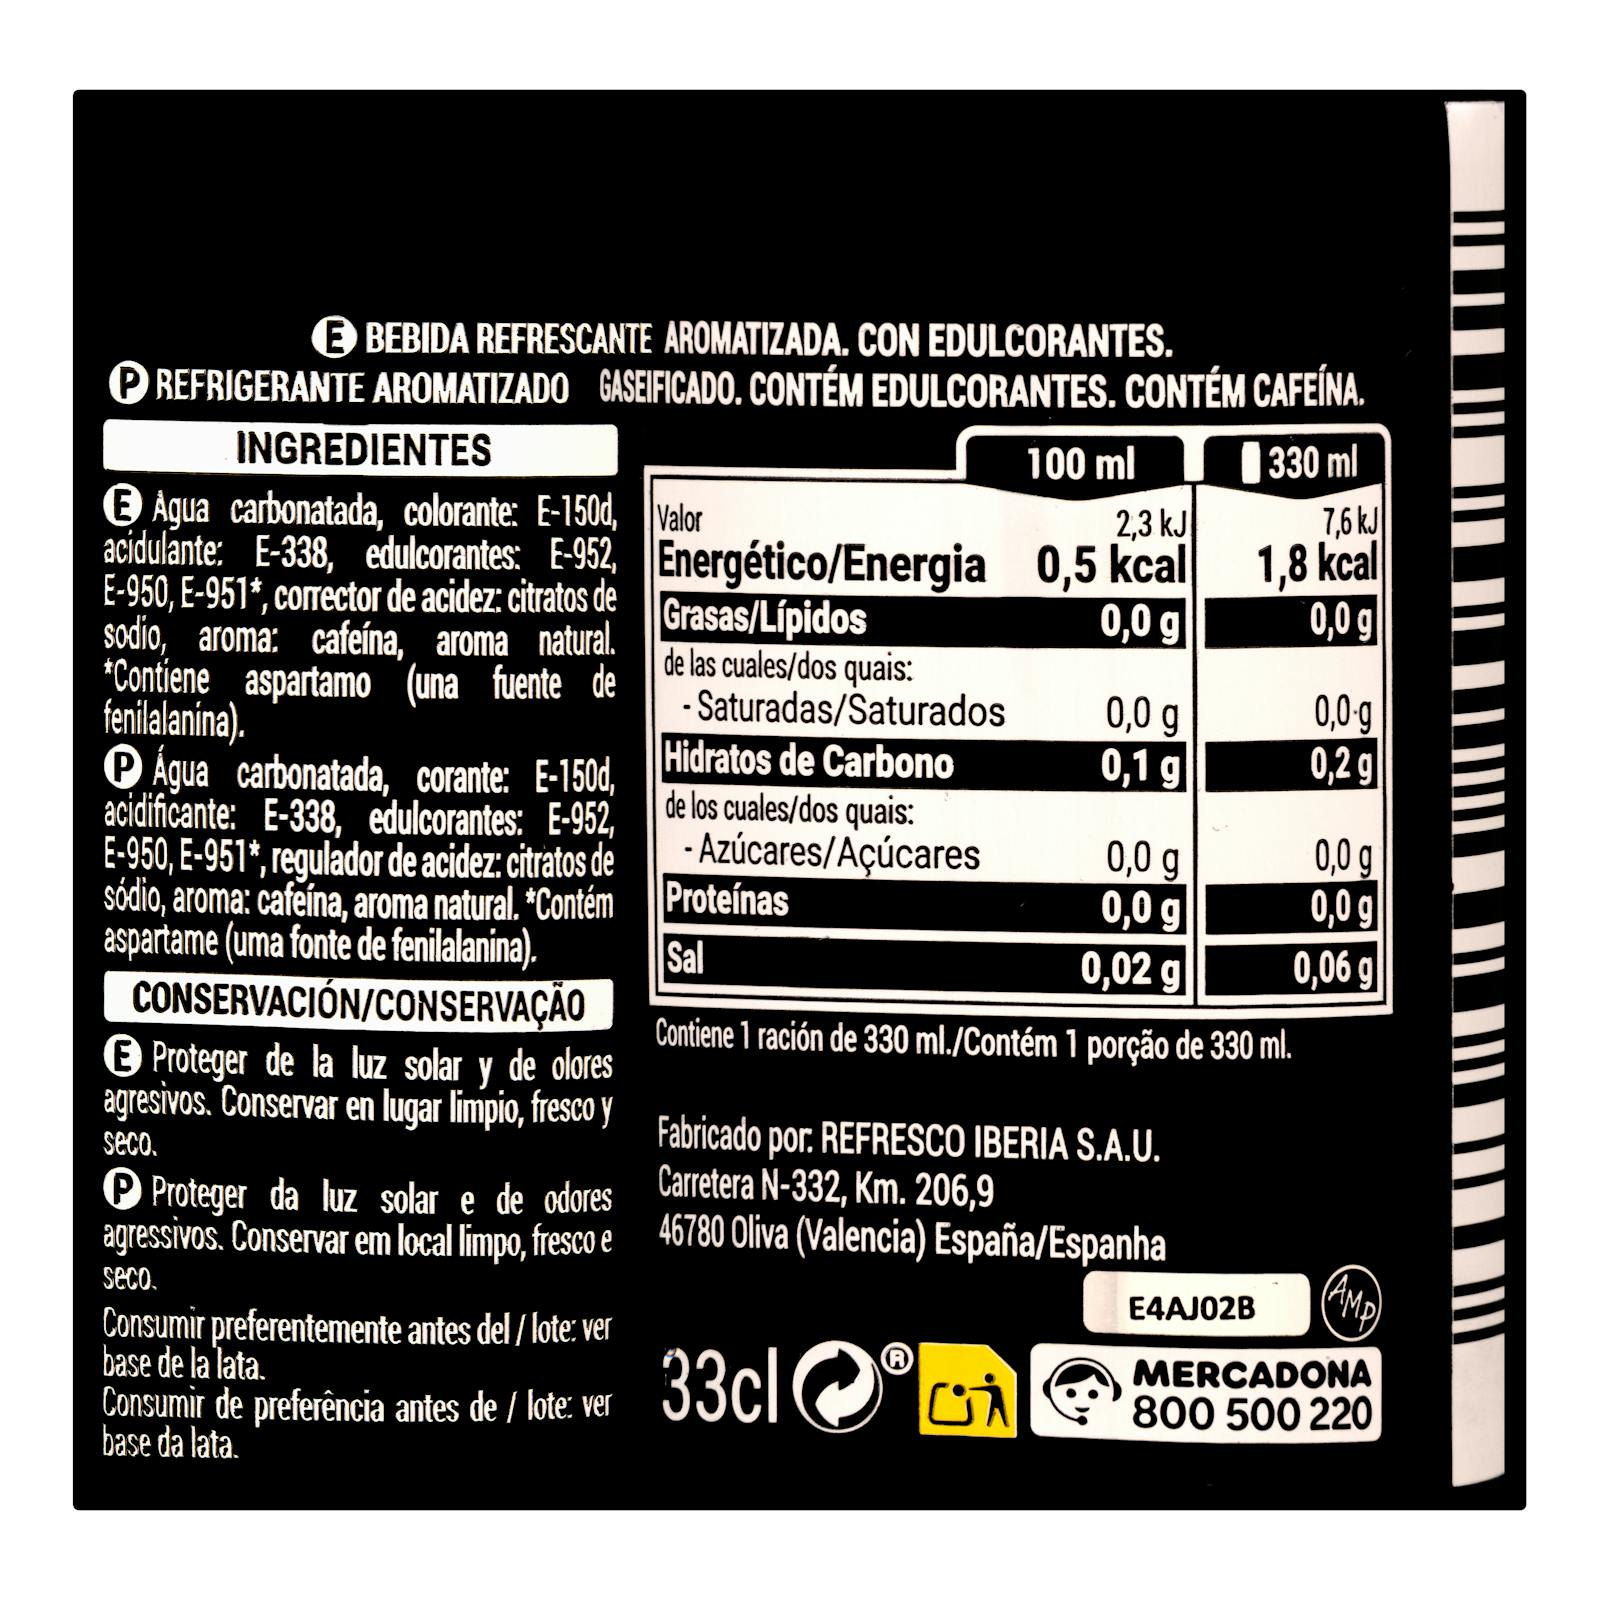 E BEBIDA REFRESCANTE AROMATIZADA. CON EDULCORANTES.
P REFRIGERANTE AROMATIZADO GASEIFICADO. CONTÉM EDULCORANTES. CONTÉM CAFEÍNA.
INGREDIENTES
E Agua carbonatada, colorante: E-150d,
acidulante: E-338, edulcorantes: E-952,
E-950, E-951*, corrector de acidez: citratos de
sodio, aroma: cafeína, aroma natural.
*Contiene aspartamo (una fuente de
fenilalanina).
P Água carbonatada, corante: E-150d,
acidificante: E-338, edulcorantes: E-952,
E-950, E-951*, regulador de acidez: citratos de
sódio, aroma: cafeína, aroma natural. *Contém
aspartame (uma fonte de fenilalanina).
CONSERVACIÓN/CONSERVAÇÃO
E Proteger de la luz solar y de olores
agresivos. Conservar en lugar limpio, fresco y
seco.
P Proteger da luz solar e de odores
agressivos. Conservar em local limpo, fresco e
seco.
Consumir preferentemente antes del / lote: ver
base de la lata.
Consumir de preferência antes de / lote: ver
base da lata.
100 ml 330 ml
Valor 2,3 kJ 7,6 kJ
Energético/Energia 0,5 kcal 1,8 kcal
Grasas/Lípidos 0,0 g 0,0 g
de las cuales/dos quais:
- Saturadas/Saturados 0,0 g 0,0 g
Hidratos de Carbono 0,1 g 0,2 g
de los cuales/dos quais:
- Azúcares/Açúcares 0,0 g 0,0 g
Proteínas 0,0 g 0,0 g
Sal 0,02 g 0,06 g
Contiene 1 ración de 330 ml./Contém 1 porção de 330 ml.
Fabricado por: REFRESCO IBERIA S.A.U.
Carretera N-332, Km. 206,9
46780 Oliva (Valencia) España/Espanha
E4AJ02B AMP
33cl ®
MERCADONA
800 500 220